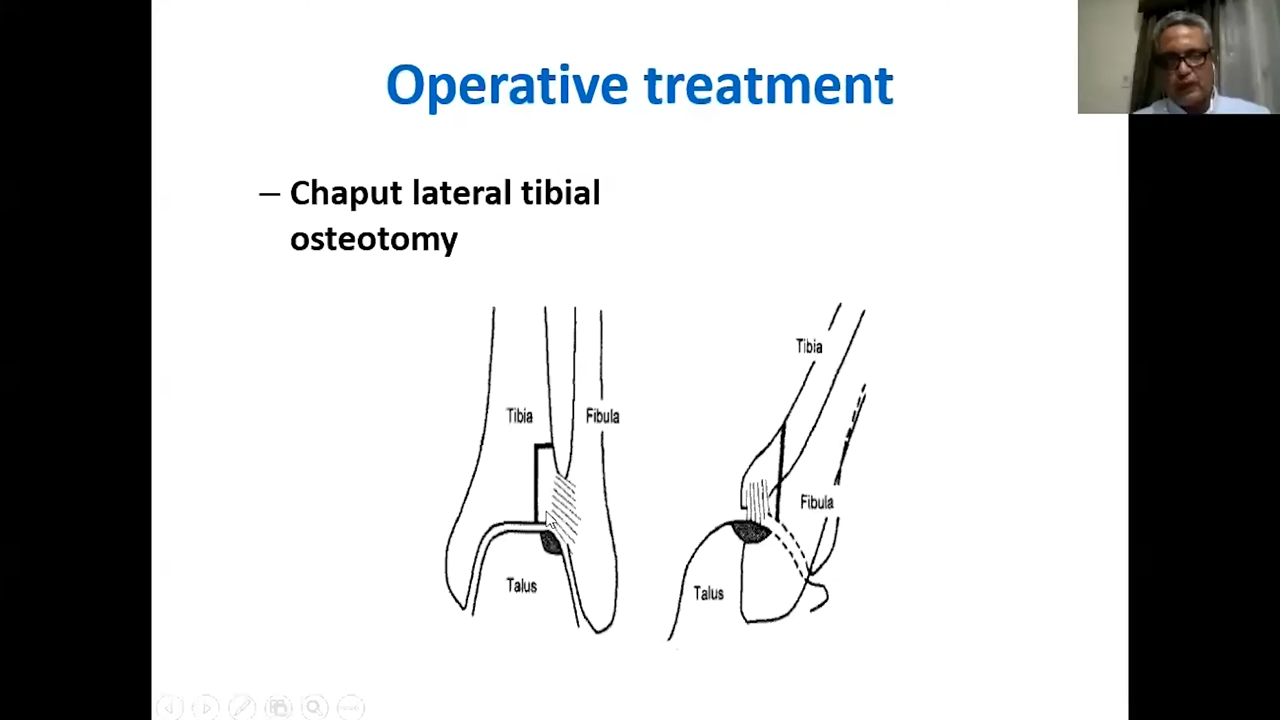 Operative treatment
– Chaput lateral tibial
osteotomy
Tibia
Fibula
Talus
Tibia
Fibula
Talus